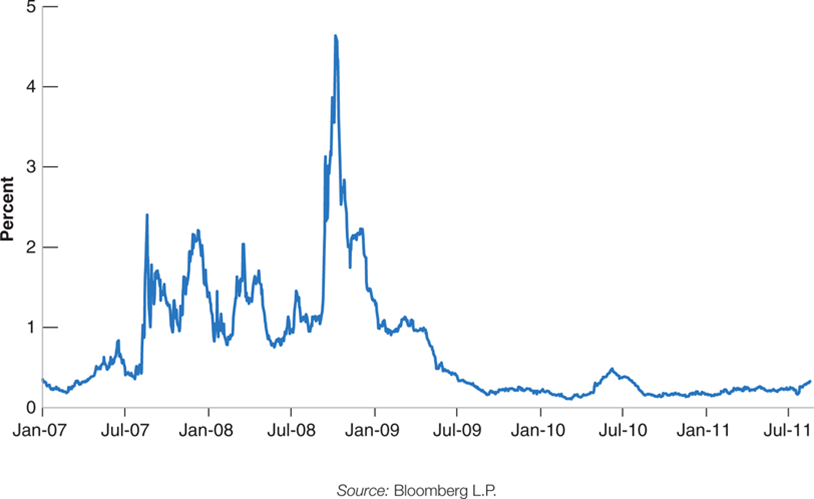 5
4
3
2
1
0
Percent
Jan-07 Jul-07 Jan-08 Jul-08 Jan-09 Jul-09 Jan-10 Jul-10 Jan-11 Jul-11
Source: Bloomberg L.P.